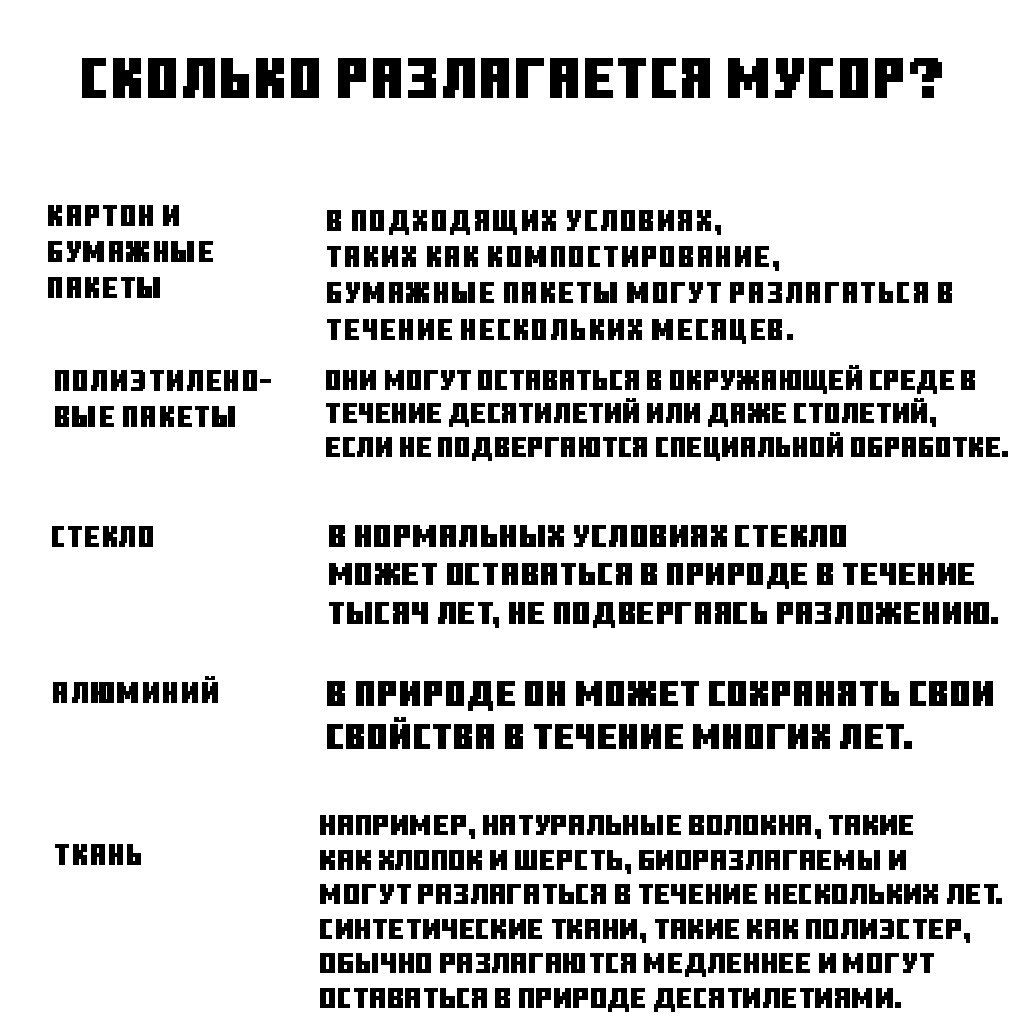 СКОЛЬКО РАЗЛАГАЕТСЯ МУСОР?
КАРТОН И
БУМАЖНЫЕ
ПАКЕТЫ
В ПОДХОДЯЩИХ УСЛОВИЯХ,
ТАКИХ КАК КОМПОСТИРОВАНИЕ,
БУМАЖНЫЕ ПАКЕТЫ МОГУТ РАЗЛАГАТЬСЯ В
ТЕЧЕНИЕ НЕСКОЛЬКИХ МЕСЯЦЕВ.
ПОЛИЭТИЛЕНО-
ВЫЕ ПАКЕТЫ
ОНИ МОГУТ ОСТАВАТЬСЯ В ОКРУЖАЮЩЕЙ СРЕДЕ В
ТЕЧЕНИЕ ДЕСЯТИЛЕТИЙ ИЛИ ДАЖЕ СТОЛЕТИЙ,
ЕСЛИ НЕ ПОДВЕРГАЮТСЯ СПЕЦИАЛЬНОЙ ОБРАБОТКЕ.
СТЕКЛО
В НОРМАЛЬНЫХ УСЛОВИЯХ СТЕКЛО
МОЖЕТ ОСТАВАТЬСЯ В ПРИРОДЕ В ТЕЧЕНИЕ
ТЫСЯЧ ЛЕТ, НЕ ПОДВЕРГАЯСЬ РАЗЛОЖЕНИЮ.
АЛЮМИНИЙ
В ПРИРОДЕ ОН МОЖЕТ СОХРАНЯТЬ СВОИ
СВОЙСТВА В ТЕЧЕНИЕ МНОГИХ ЛЕТ.
ТКАНЬ
НАПРИМЕР, НАТУРАЛЬНЫЕ ВОЛОКНА, ТАКИЕ
КАК ХЛОПОК И ШЕРСТЬ, БИОРАЗЛАГАЕМЫ И
МОГУТ РАЗЛАГАТЬСЯ В ТЕЧЕНИЕ НЕСКОЛЬКИХ ЛЕТ.
СИНТЕТИЧЕСКИЕ ТКАНИ, ТАКИЕ КАК ПОЛИЭСТЕР,
ОБЫЧНО РАЗЛАГАЮТСЯ МЕДЛЕННЕЕ И МОГУТ
ОСТАВАТЬСЯ В ПРИРОДЕ ДЕСЯТИЛЕТИЯМИ.